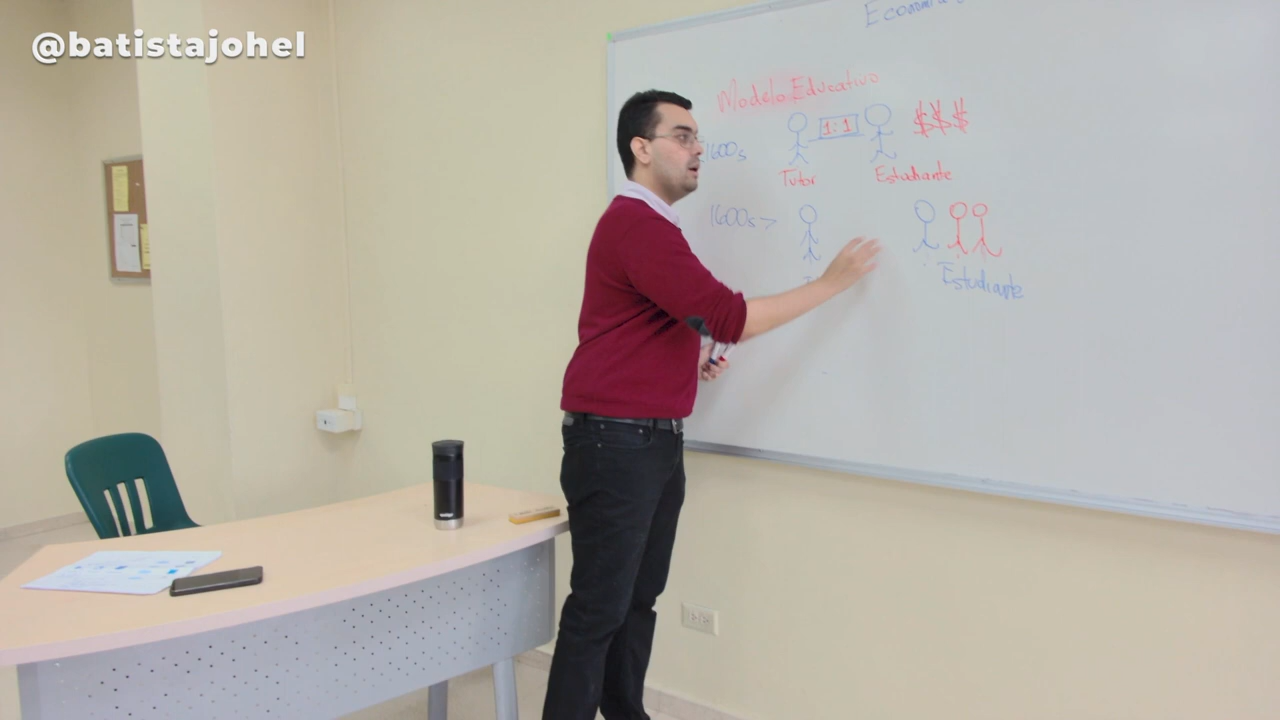 @batistajohel
Modelo Educativo
1600s
1:1
$$$
Tutor
Estudiante
1600s >
Estudiante